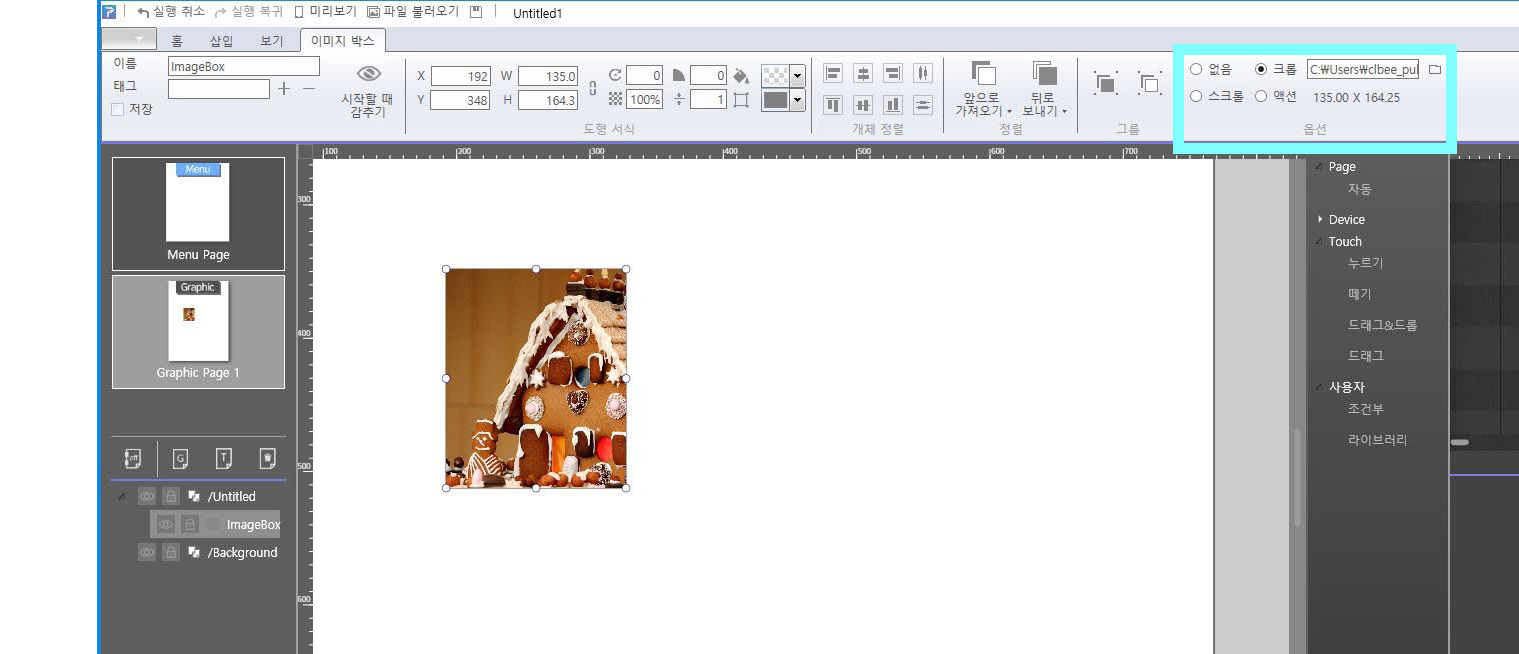 실행 취소 실행 복귀 미리보기 파일 불러오기 Untitled1
홈 삽입 보기 이미지 박스
이름 ImageBox
태그
저장
시작할 때
감추기
X 192 W 135.0 0 0
Y 348 H 164.3 100% 1
도형 서식
개체 정렬
앞으로
가져오기
뒤로
보내기
정렬
그룹
없음 크롭 C:₩Users₩clbee_pul
스크롤 액션 135.00 X 164.25
옵션
100 200 300 400 500 600 700
300
400
500
600
Menu
Menu Page
Graphic
Graphic Page 1
off G T
/Untitled
ImageBox
/Background
Page
자동
Device
Touch
누르기
떼기
드래그&드롭
드래그
사용자
조건부
라이브러리